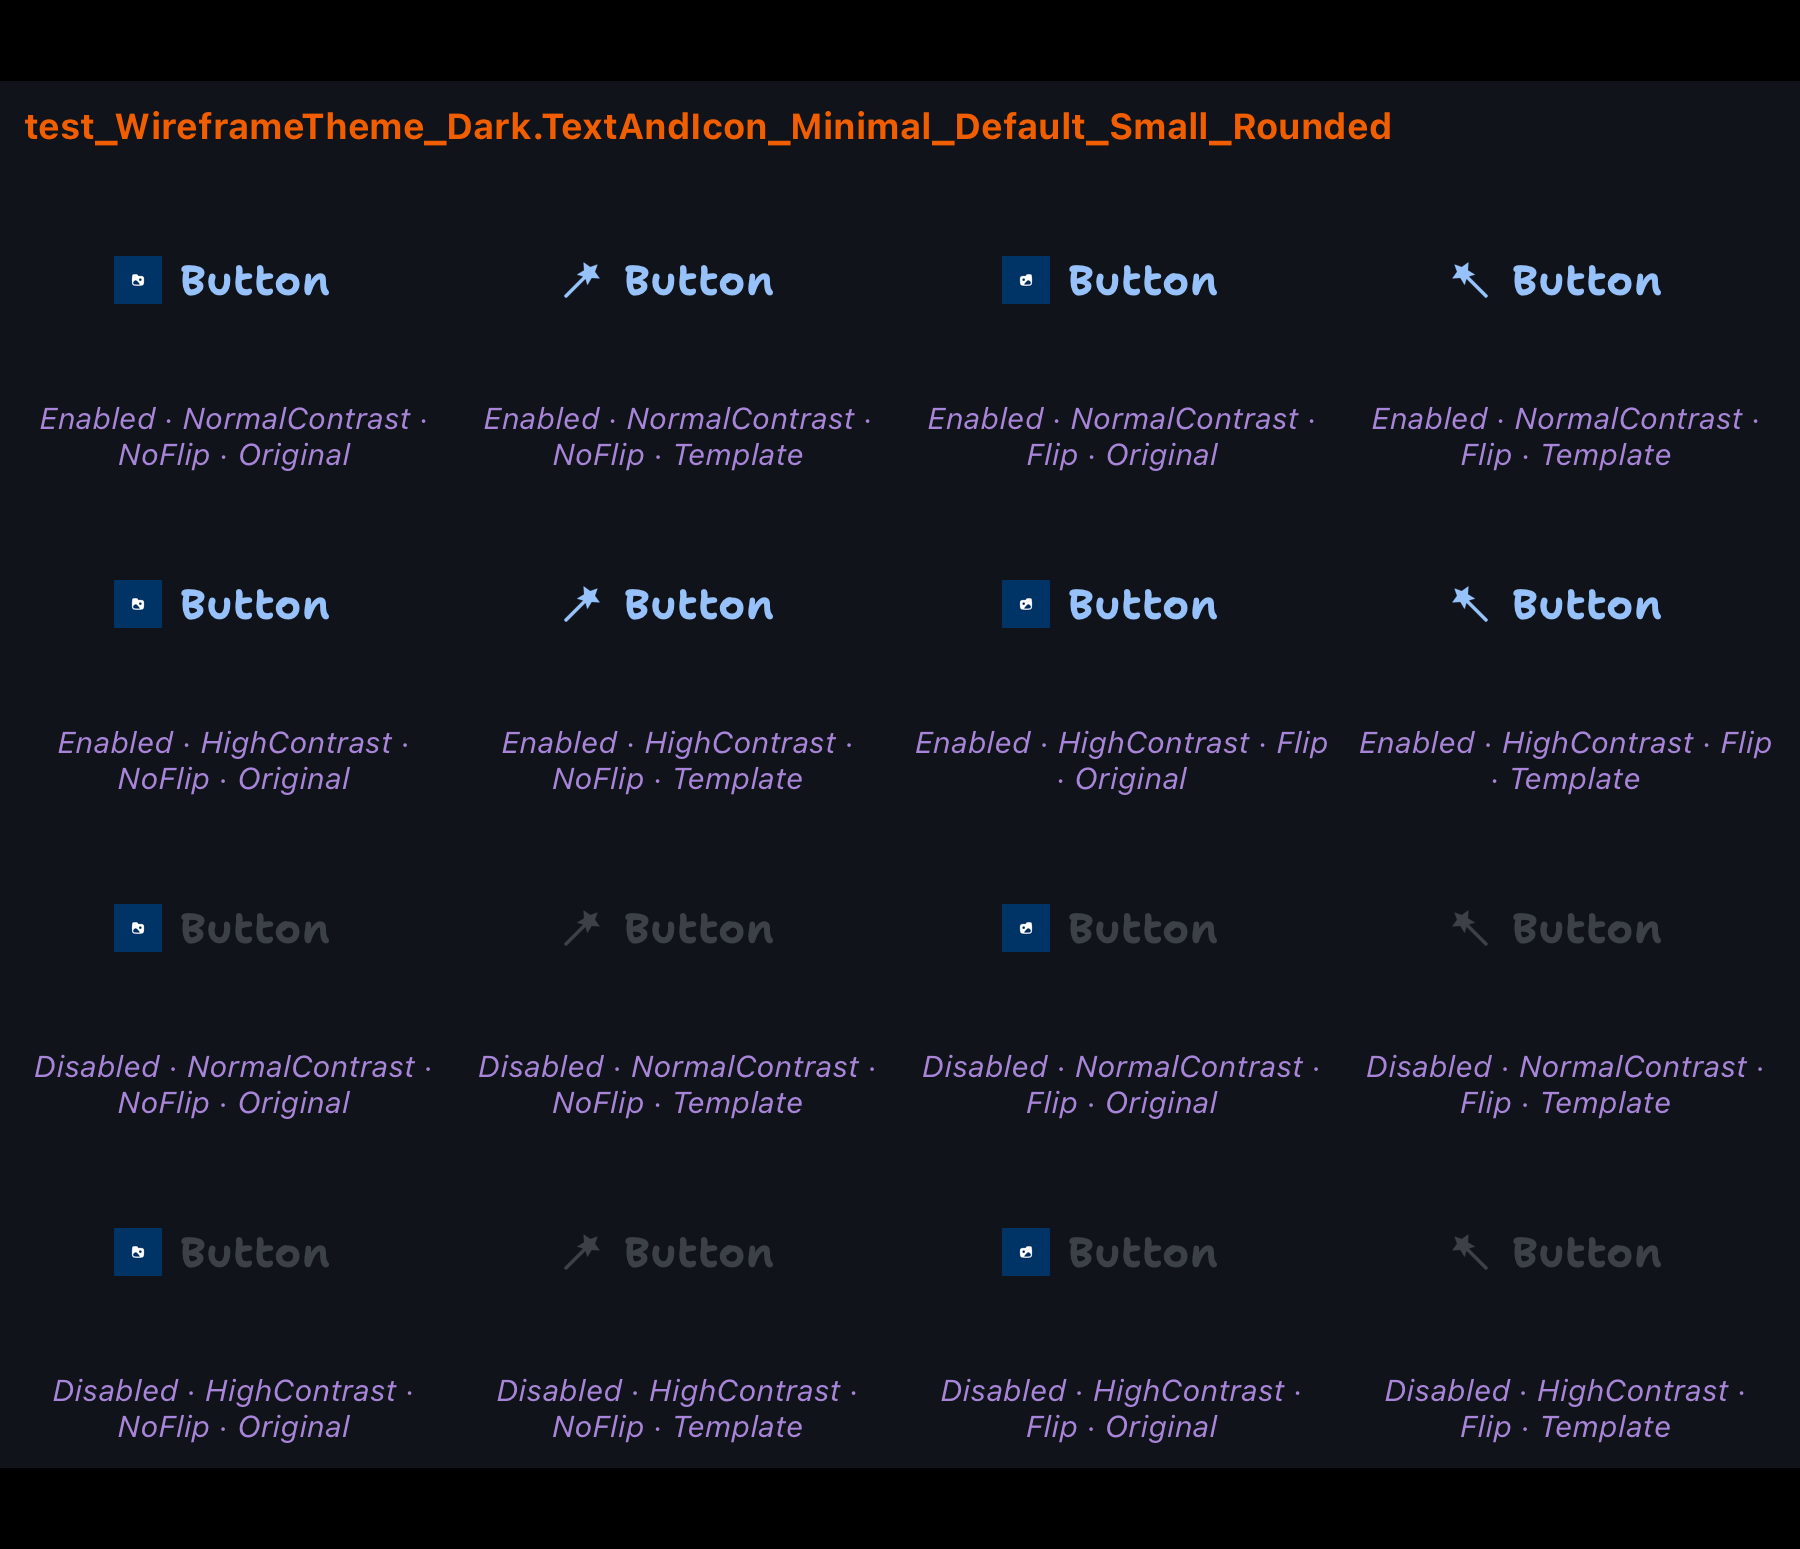 test_WireframeTheme_Dark.TextAndIcon_Minimal_Default_Small_Rounded
Button Button Button Button
Enabled · NormalContrast · Enabled · NormalContrast · Enabled · NormalContrast · Enabled · NormalContrast ·
NoFlip · Original NoFlip · Template Flip · Original Flip · Template
Button Button Button Button
Enabled · HighContrast · Enabled · HighContrast · Enabled · HighContrast · Flip Enabled · HighContrast · Flip
NoFlip · Original NoFlip · Template · Original · Template
Button Button Button Button
Disabled · NormalContrast · Disabled · NormalContrast · Disabled · NormalContrast · Disabled · NormalContrast ·
NoFlip · Original NoFlip · Template Flip · Original Flip · Template
Button Button Button Button
Disabled · HighContrast · Disabled · HighContrast · Disabled · HighContrast · Disabled · HighContrast ·
NoFlip · Original NoFlip · Template Flip · Original Flip · Template